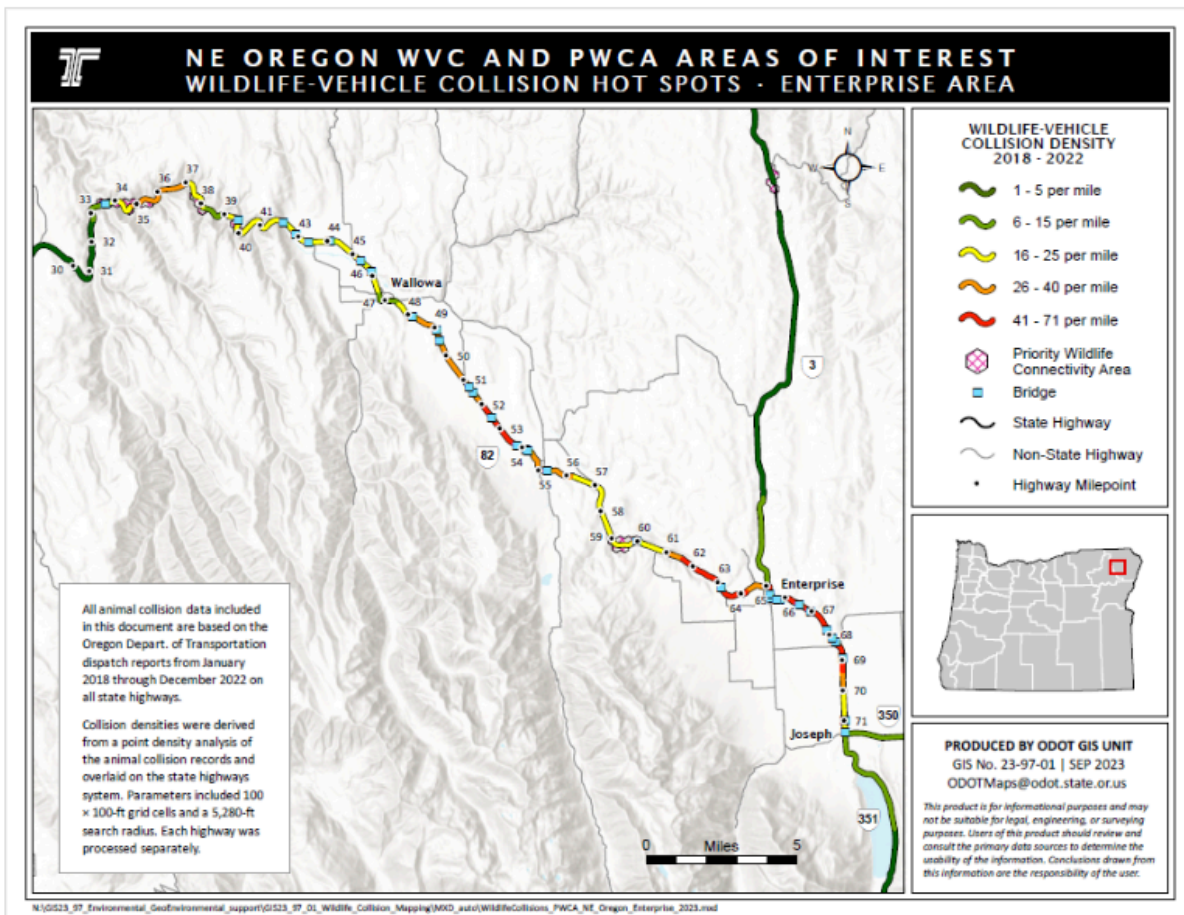 NE OREGON WVC AND PWCA AREAS OF INTEREST
WILDLIFE-VEHICLE COLLISION HOT SPOTS · ENTERPRISE AREA
N
W
E
S
30
31
32
33
34
35
36
37
38
39
40
41
43
44
45
46
Wallowa
47
48
49
50
51
52
53
82
54
55
56
57
58
59
60
61
62
63
64
65
3
Enterprise
66
67
68
69
70
71
350
Joseph
351
0 Miles 5
All animal collision data included
in this document are based on the
Oregon Depart. of Transportation
dispatch reports from January
2018 through December 2022 on
all state highways.
Collision densities were derived
from a point density analysis of
the animal collision records and
overlaid on the state highways
system. Parameters included 100
× 100-ft grid cells and a 5,280-ft
search radius. Each highway was
processed separately.
WILDLIFE-VEHICLE
COLLISION DENSITY
2018 - 2022
1 - 5 per mile
6 - 15 per mile
16 - 25 per mile
26 - 40 per mile
41 - 71 per mile
Priority Wildlife
Connectivity Area
Bridge
State Highway
Non-State Highway
Highway Milepoint
PRODUCED BY ODOT GIS UNIT
GIS No. 23-97-01 | SEP 2023
ODOTMaps@odot.state.or.us
This product is for informational purposes and may
not be suitable for legal, engineering, or surveying
purposes. Users of this product should review and
consult the primary data sources to determine the
usability of the information. Conclusions drawn from
this information are the responsibility of the user.
N:\GIS23_97_Environmental_GeoEnvironmental_support\GIS23_97_01_Wildlife_Collision_Mapping\MXD_auto\WildlifeCollisions_PWCA_NE_Oregon_Enterprise_2023.mxd